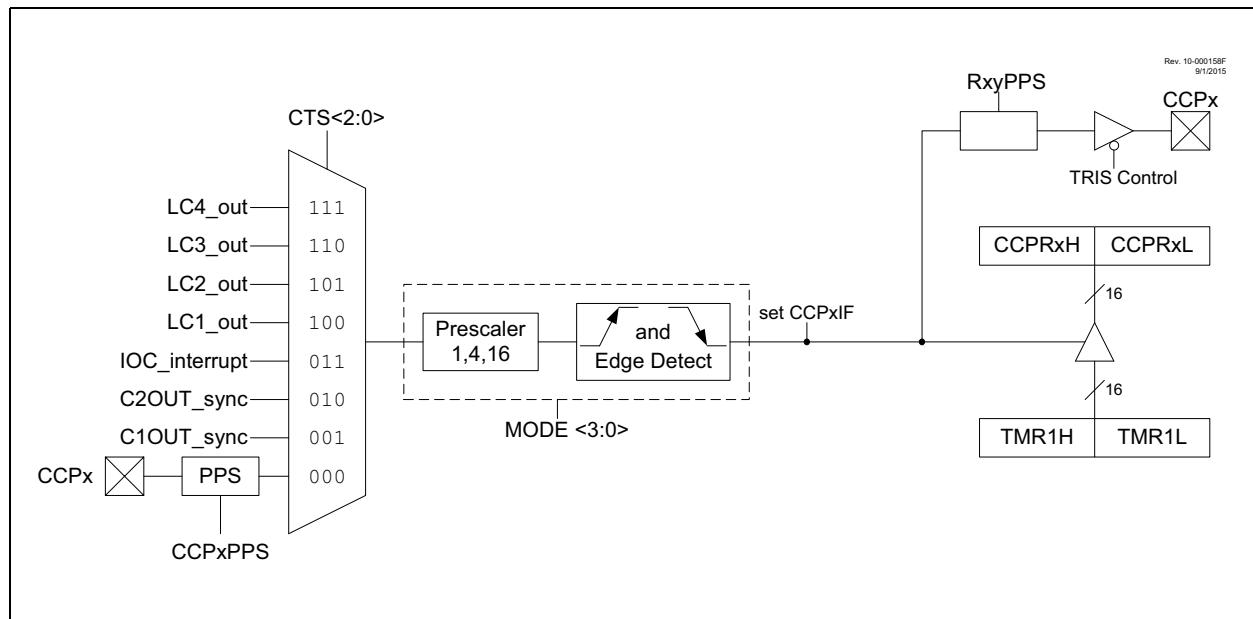 Rev. 10-000158F
9/1/2015
RxyPPS
CCPx
CTS<2:0>
TRIS Control
LC4_out 111
LC3_out 110
CCPRxH CCPRxL
LC2_out 101
16
LC1_out 100
Prescaler
1,4,16
and
Edge Detect
set CCPxIF
IOC_interrupt 011
C2OUT_sync 010
16
MODE <3:0>
C1OUT_sync 001
TMR1H TMR1L
CCPx PPS 000
CCPxPPS